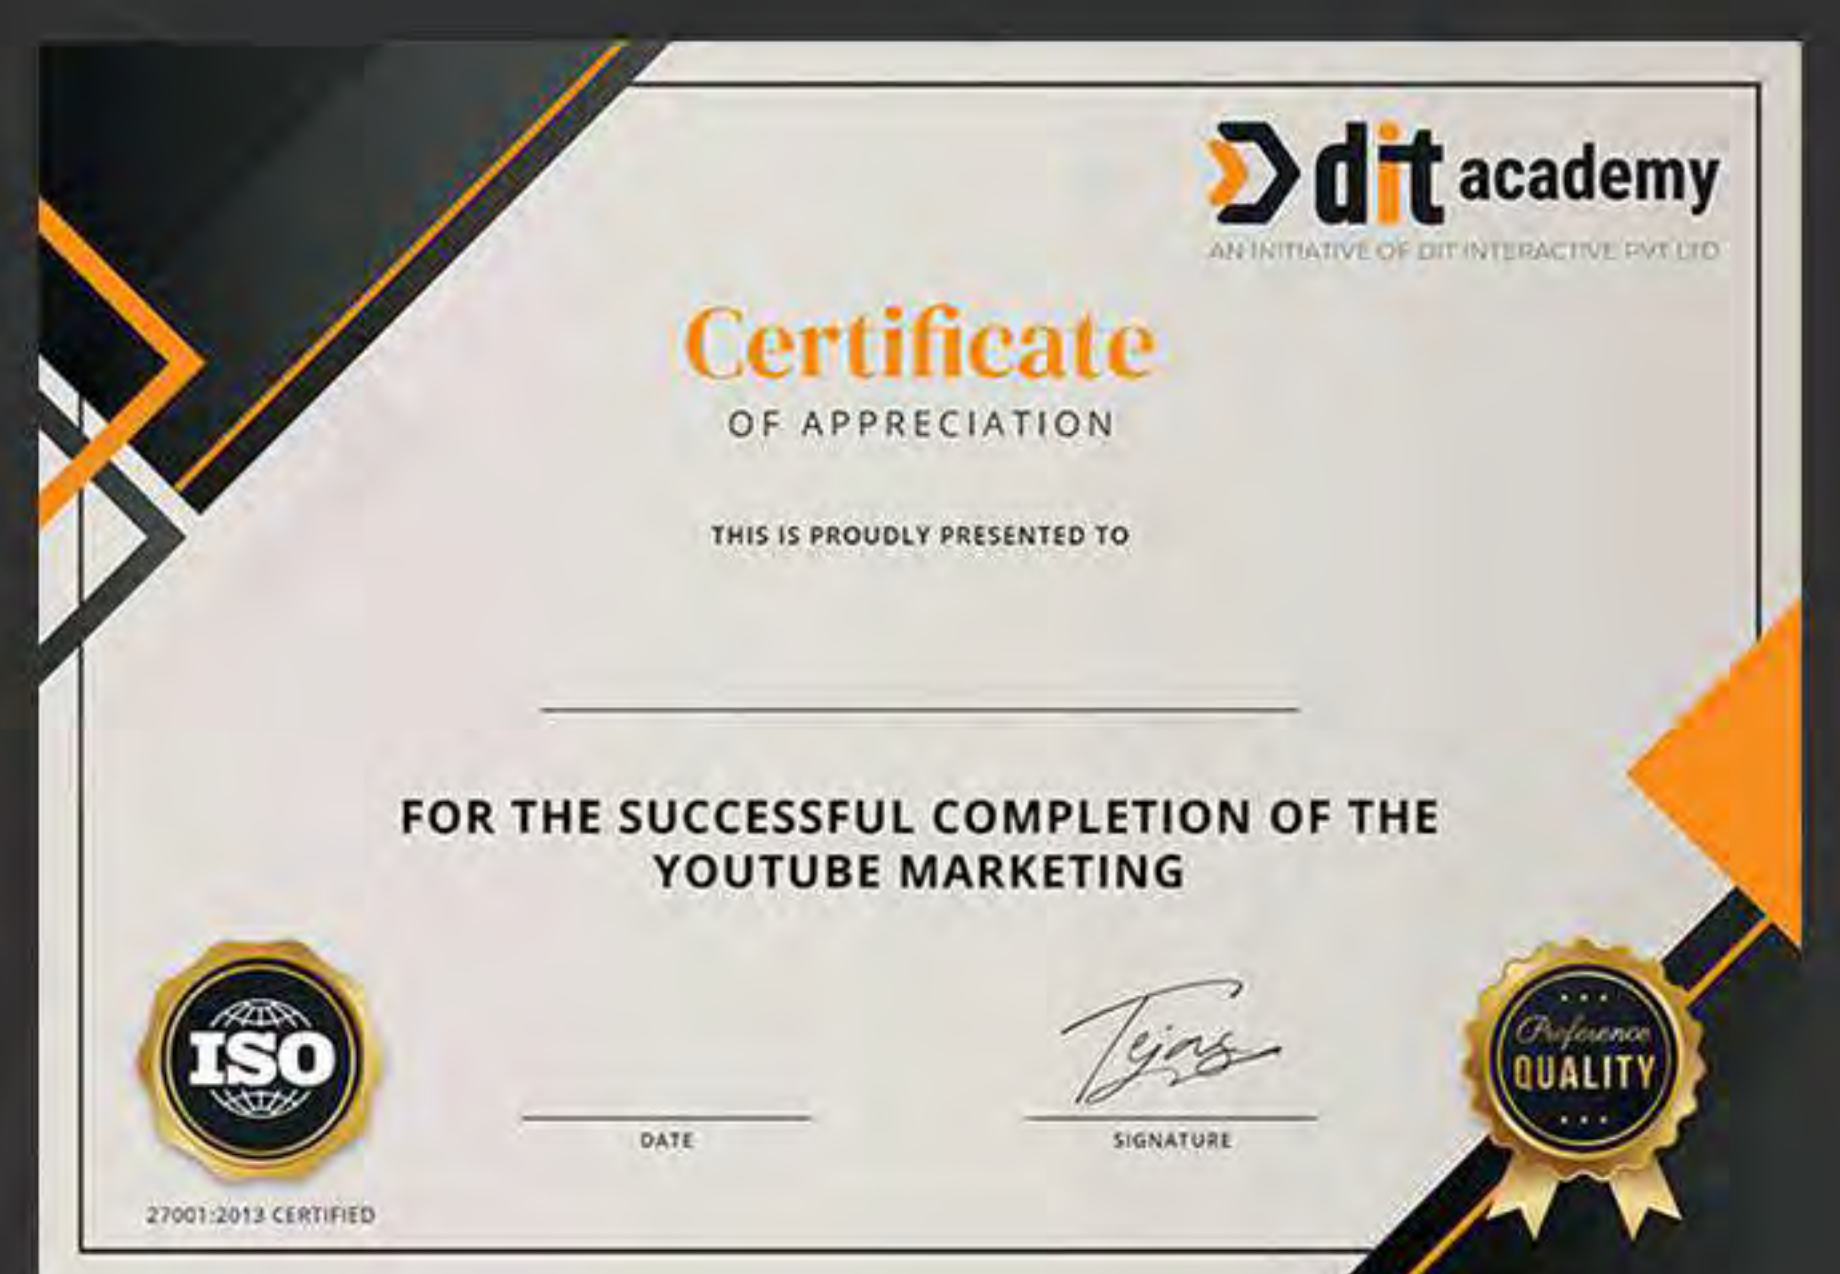 dit academy
AN INITIATIVE OF DIT INTERACTIVE PVT LTD
Certificate
OF APPRECIATION
THIS IS PROUDLY PRESENTED TO
FOR THE SUCCESSFUL COMPLETION OF THE
YOUTUBE MARKETING
ISO
27001:2013 CERTIFIED
DATE
Tejas
SIGNATURE
Preference
QUALITY